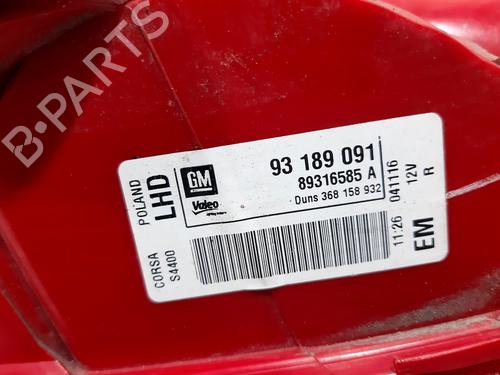 B-PARTS
POLAND
LHD
CORSA
S4400
GM
Valeo
93 189 091
89316585 A
Duns 368 158 932
11:26 041116
12V
R
EM